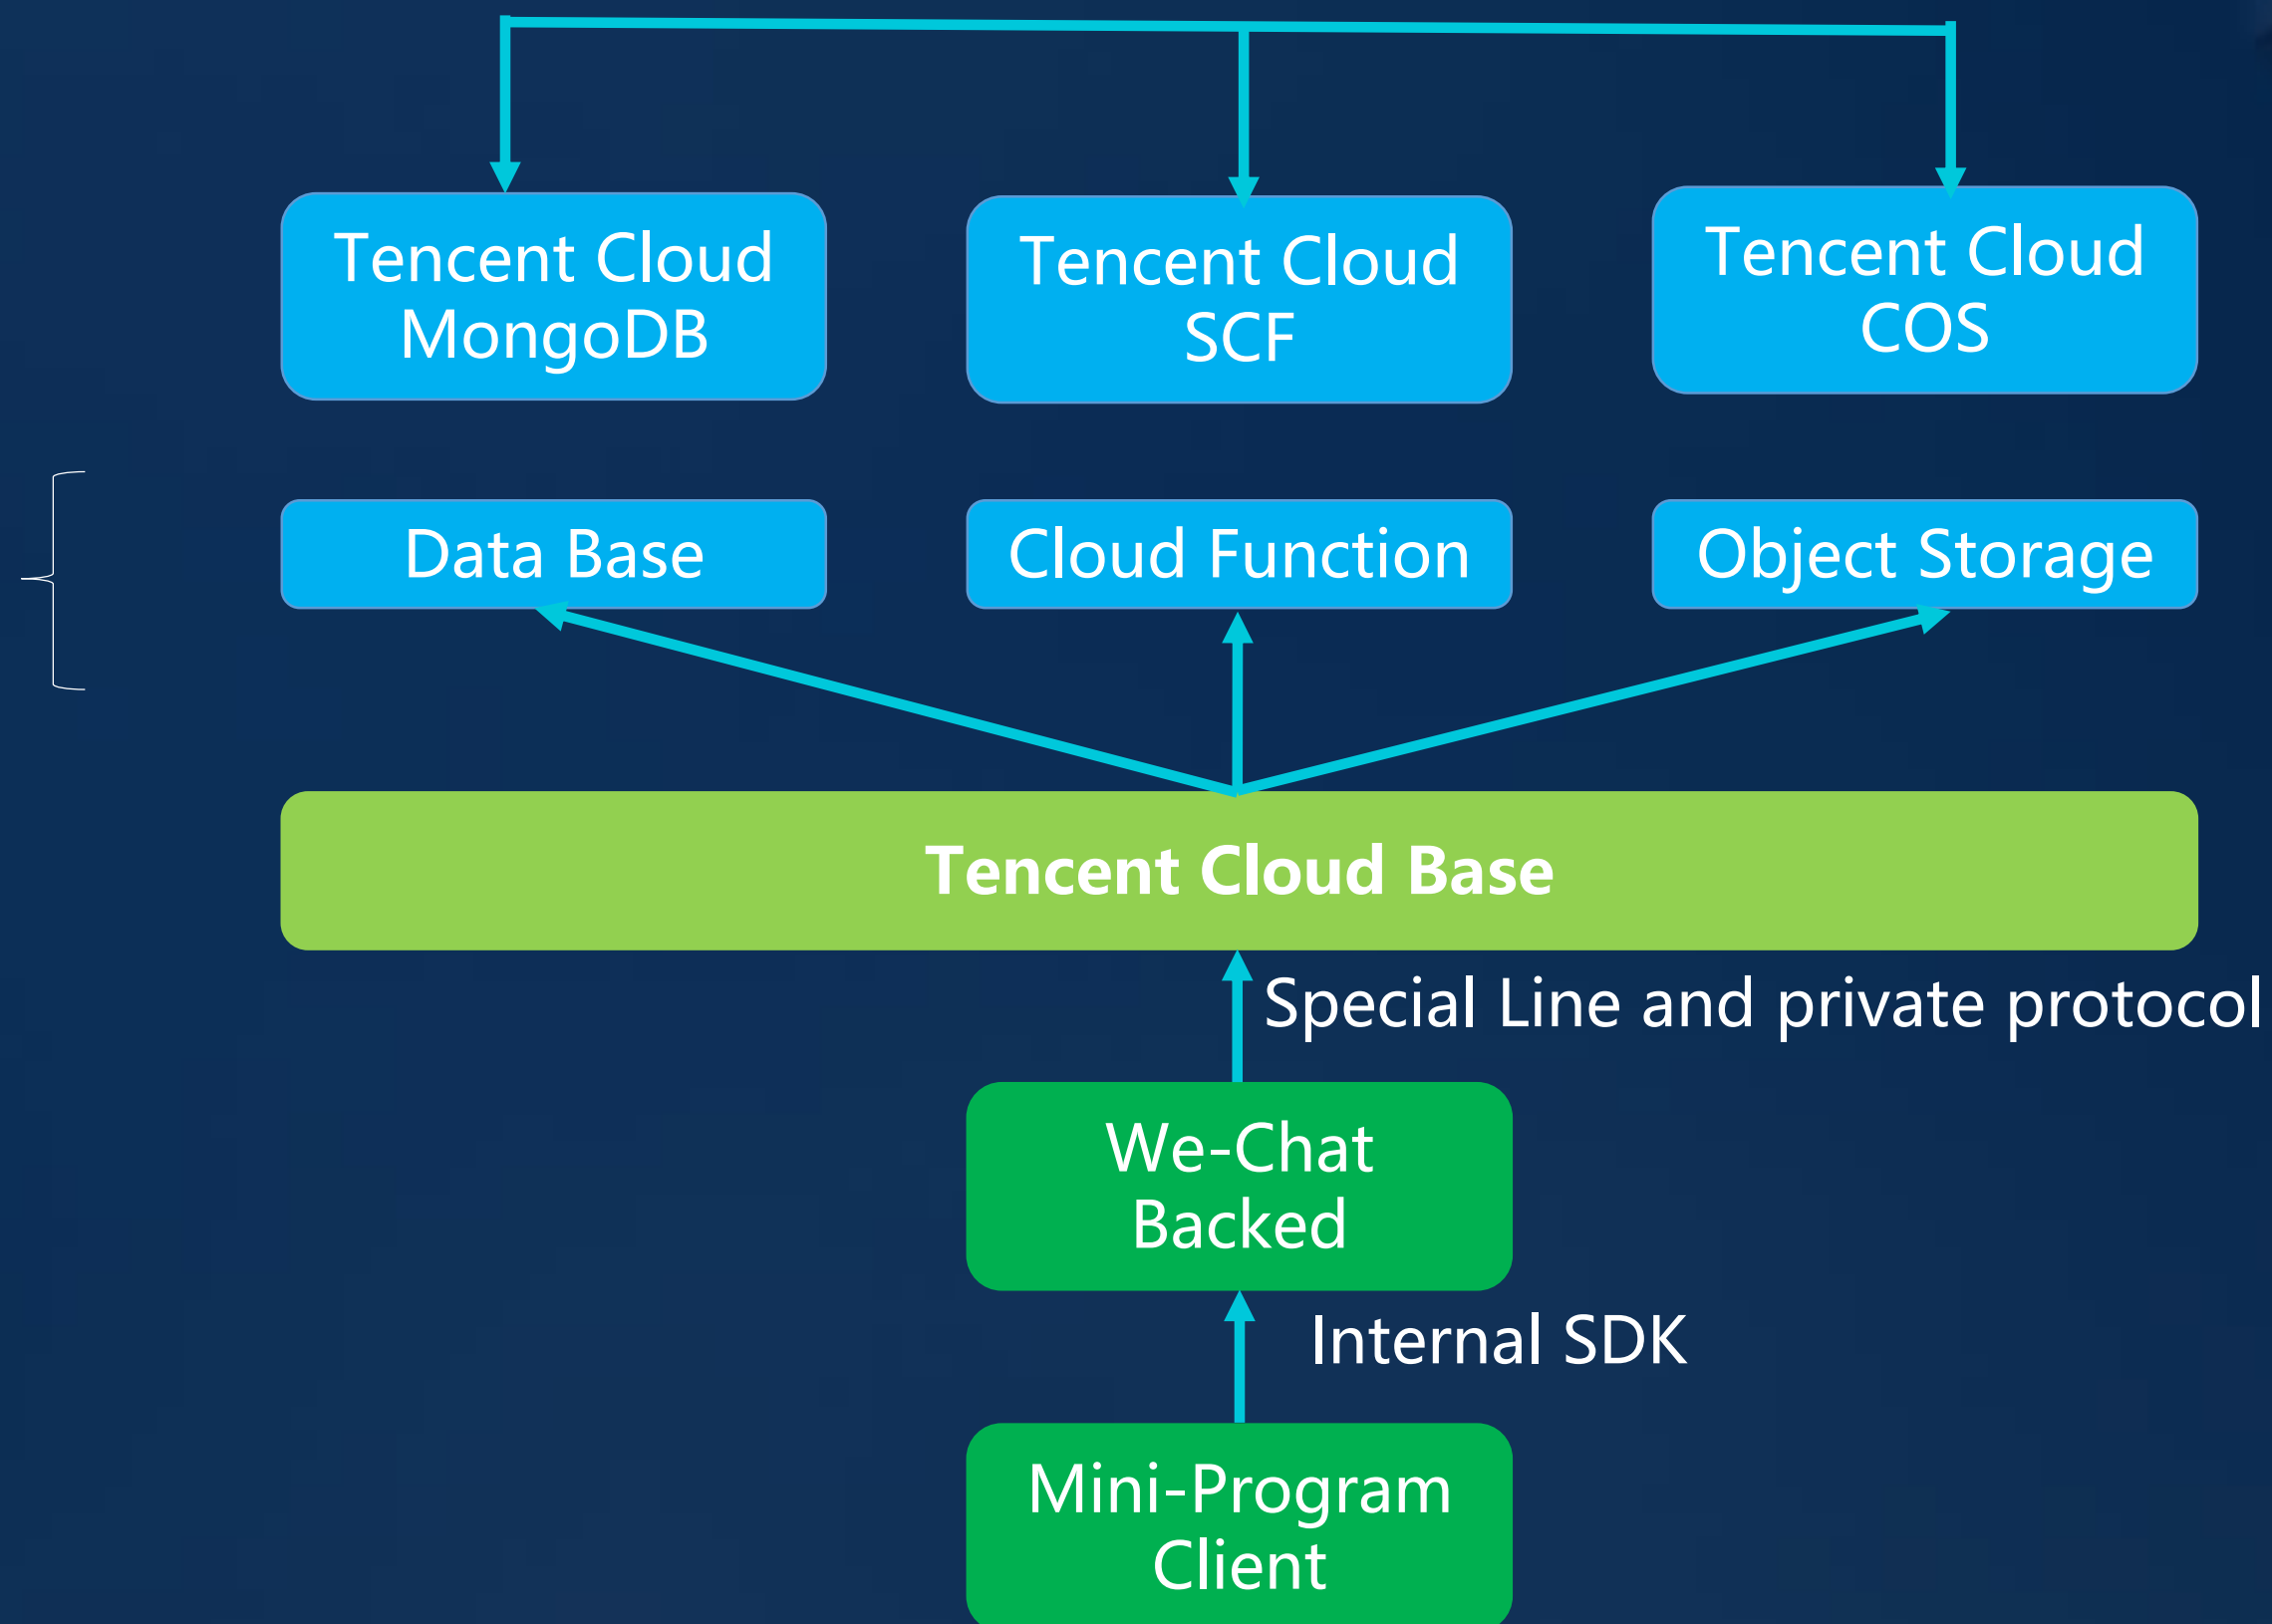 Tencent Cloud
MongoDB
Tencent Cloud
SCF
Tencent Cloud
COS
Data Base
Cloud Function
Object Storage
Tencent Cloud Base
Special Line and private protocol
We-Chat
Backed
Internal SDK
Mini-Program
Client